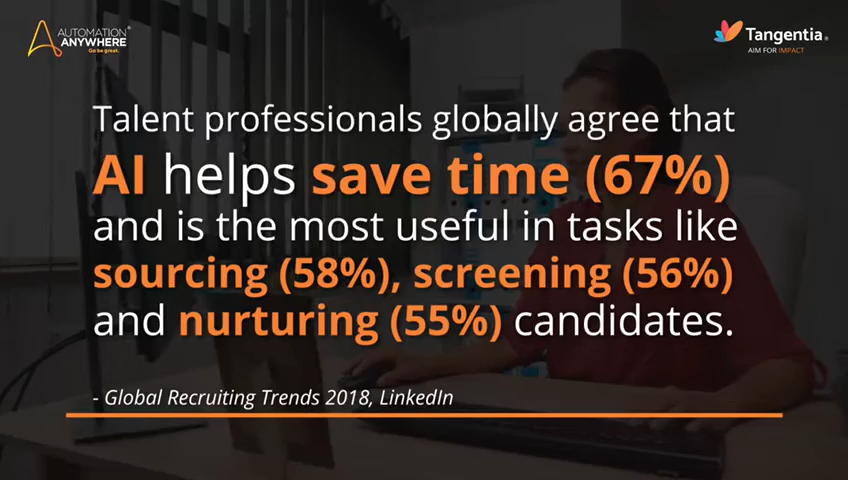 AUTOMATION
ANYWHERE®
Go be great.
Tangentia®
AIM FOR IMPACT
Talent professionals globally agree that
AI helps save time (67%)
and is the most useful in tasks like
sourcing (58%), screening (56%)
and nurturing (55%) candidates.
- Global Recruiting Trends 2018, LinkedIn